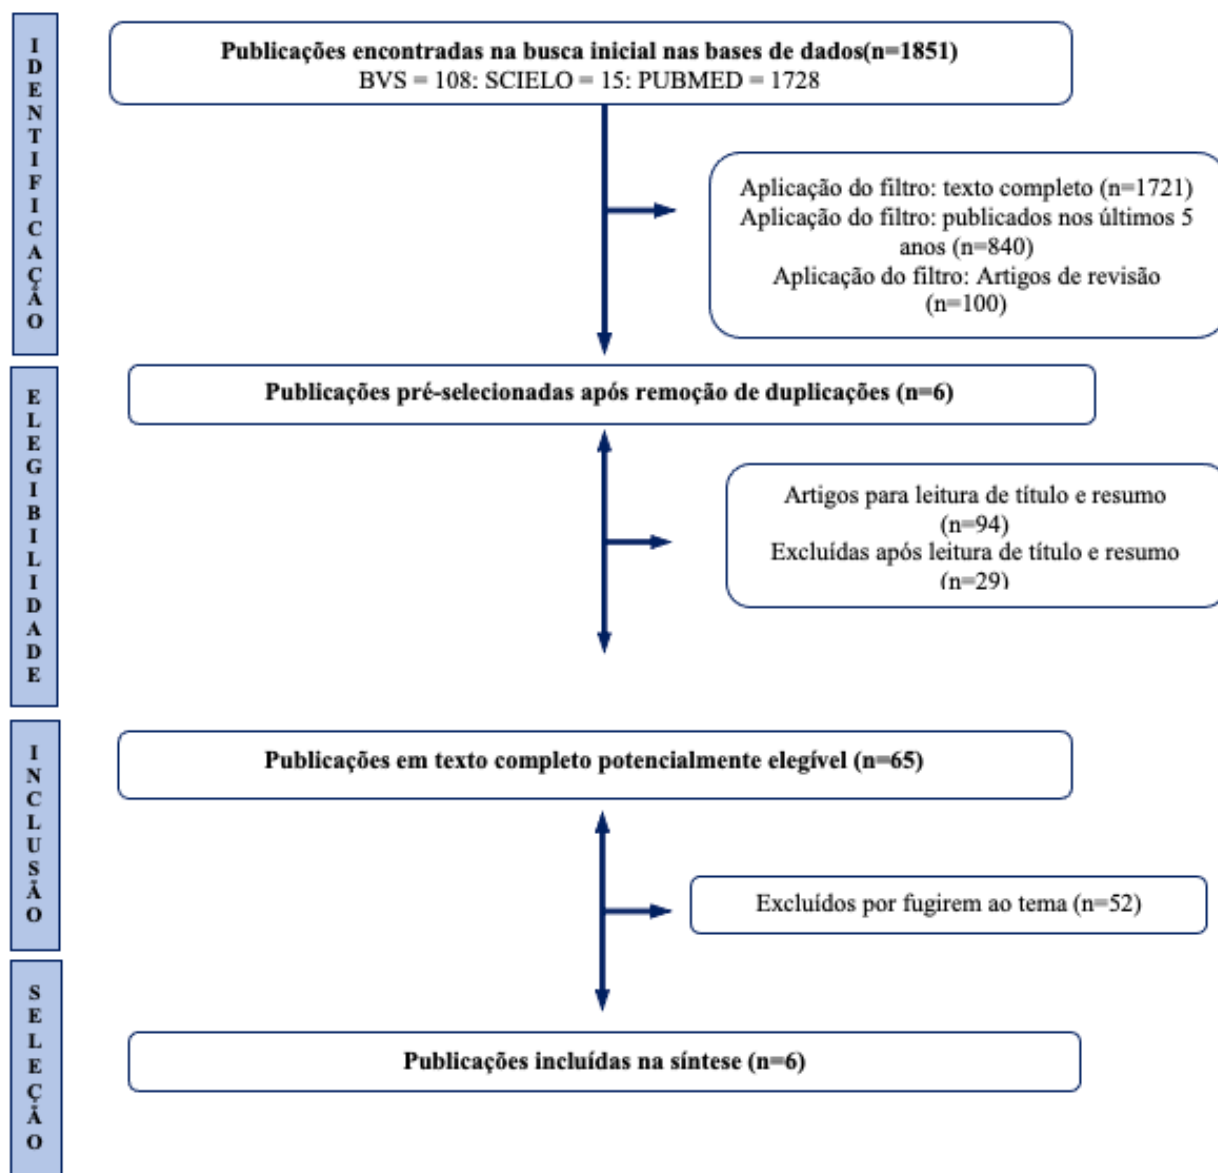 IDENTIFICAÇÃO
Publicações encontradas na busca inicial nas bases de dados(n=1851)
BVS = 108: SCIELO = 15: PUBMED = 1728
Aplicação do filtro: texto completo (n=1721)
Aplicação do filtro: publicados nos últimos 5
anos (n=840)
Aplicação do filtro: Artigos de revisão
(n=100)
ELEGIBILIDADE
Publicações pré-selecionadas após remoção de duplicações (n=6)
Artigos para leitura de título e resumo
(n=94)
Excluídas após leitura de título e resumo
(n=29)
INCLUSÃO
Publicações em texto completo potencialmente elegível (n=65)
Excluídos por fugirem ao tema (n=52)
SELEÇÃO
Publicações incluídas na síntese (n=6)